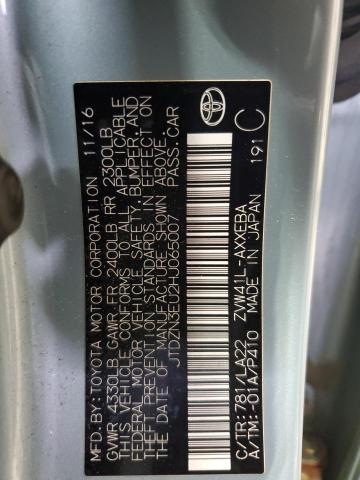 MFD.BY:TOYOTA MOTOR CORPORATION 11/16
GVWR 4330LB GAWR FR 2400LB RR 2300LB
THIS VEHICLE CONFORMS TO ALL APPLICABLE
FEDERAL MOTOR VEHICLE SAFETY, BUMPER, AND
THEFT PREVENTION STANDARDS IN EFFECT ON
THE DATE OF MANUFACTURE SHOWN ABOVE.
JTDZN3EU2HJ065007 PASS.CAR
C/TR:781/LA22 ZVW41L-AXXEBA
A/TM:-01A/P410 MADE IN JAPAN 191
C